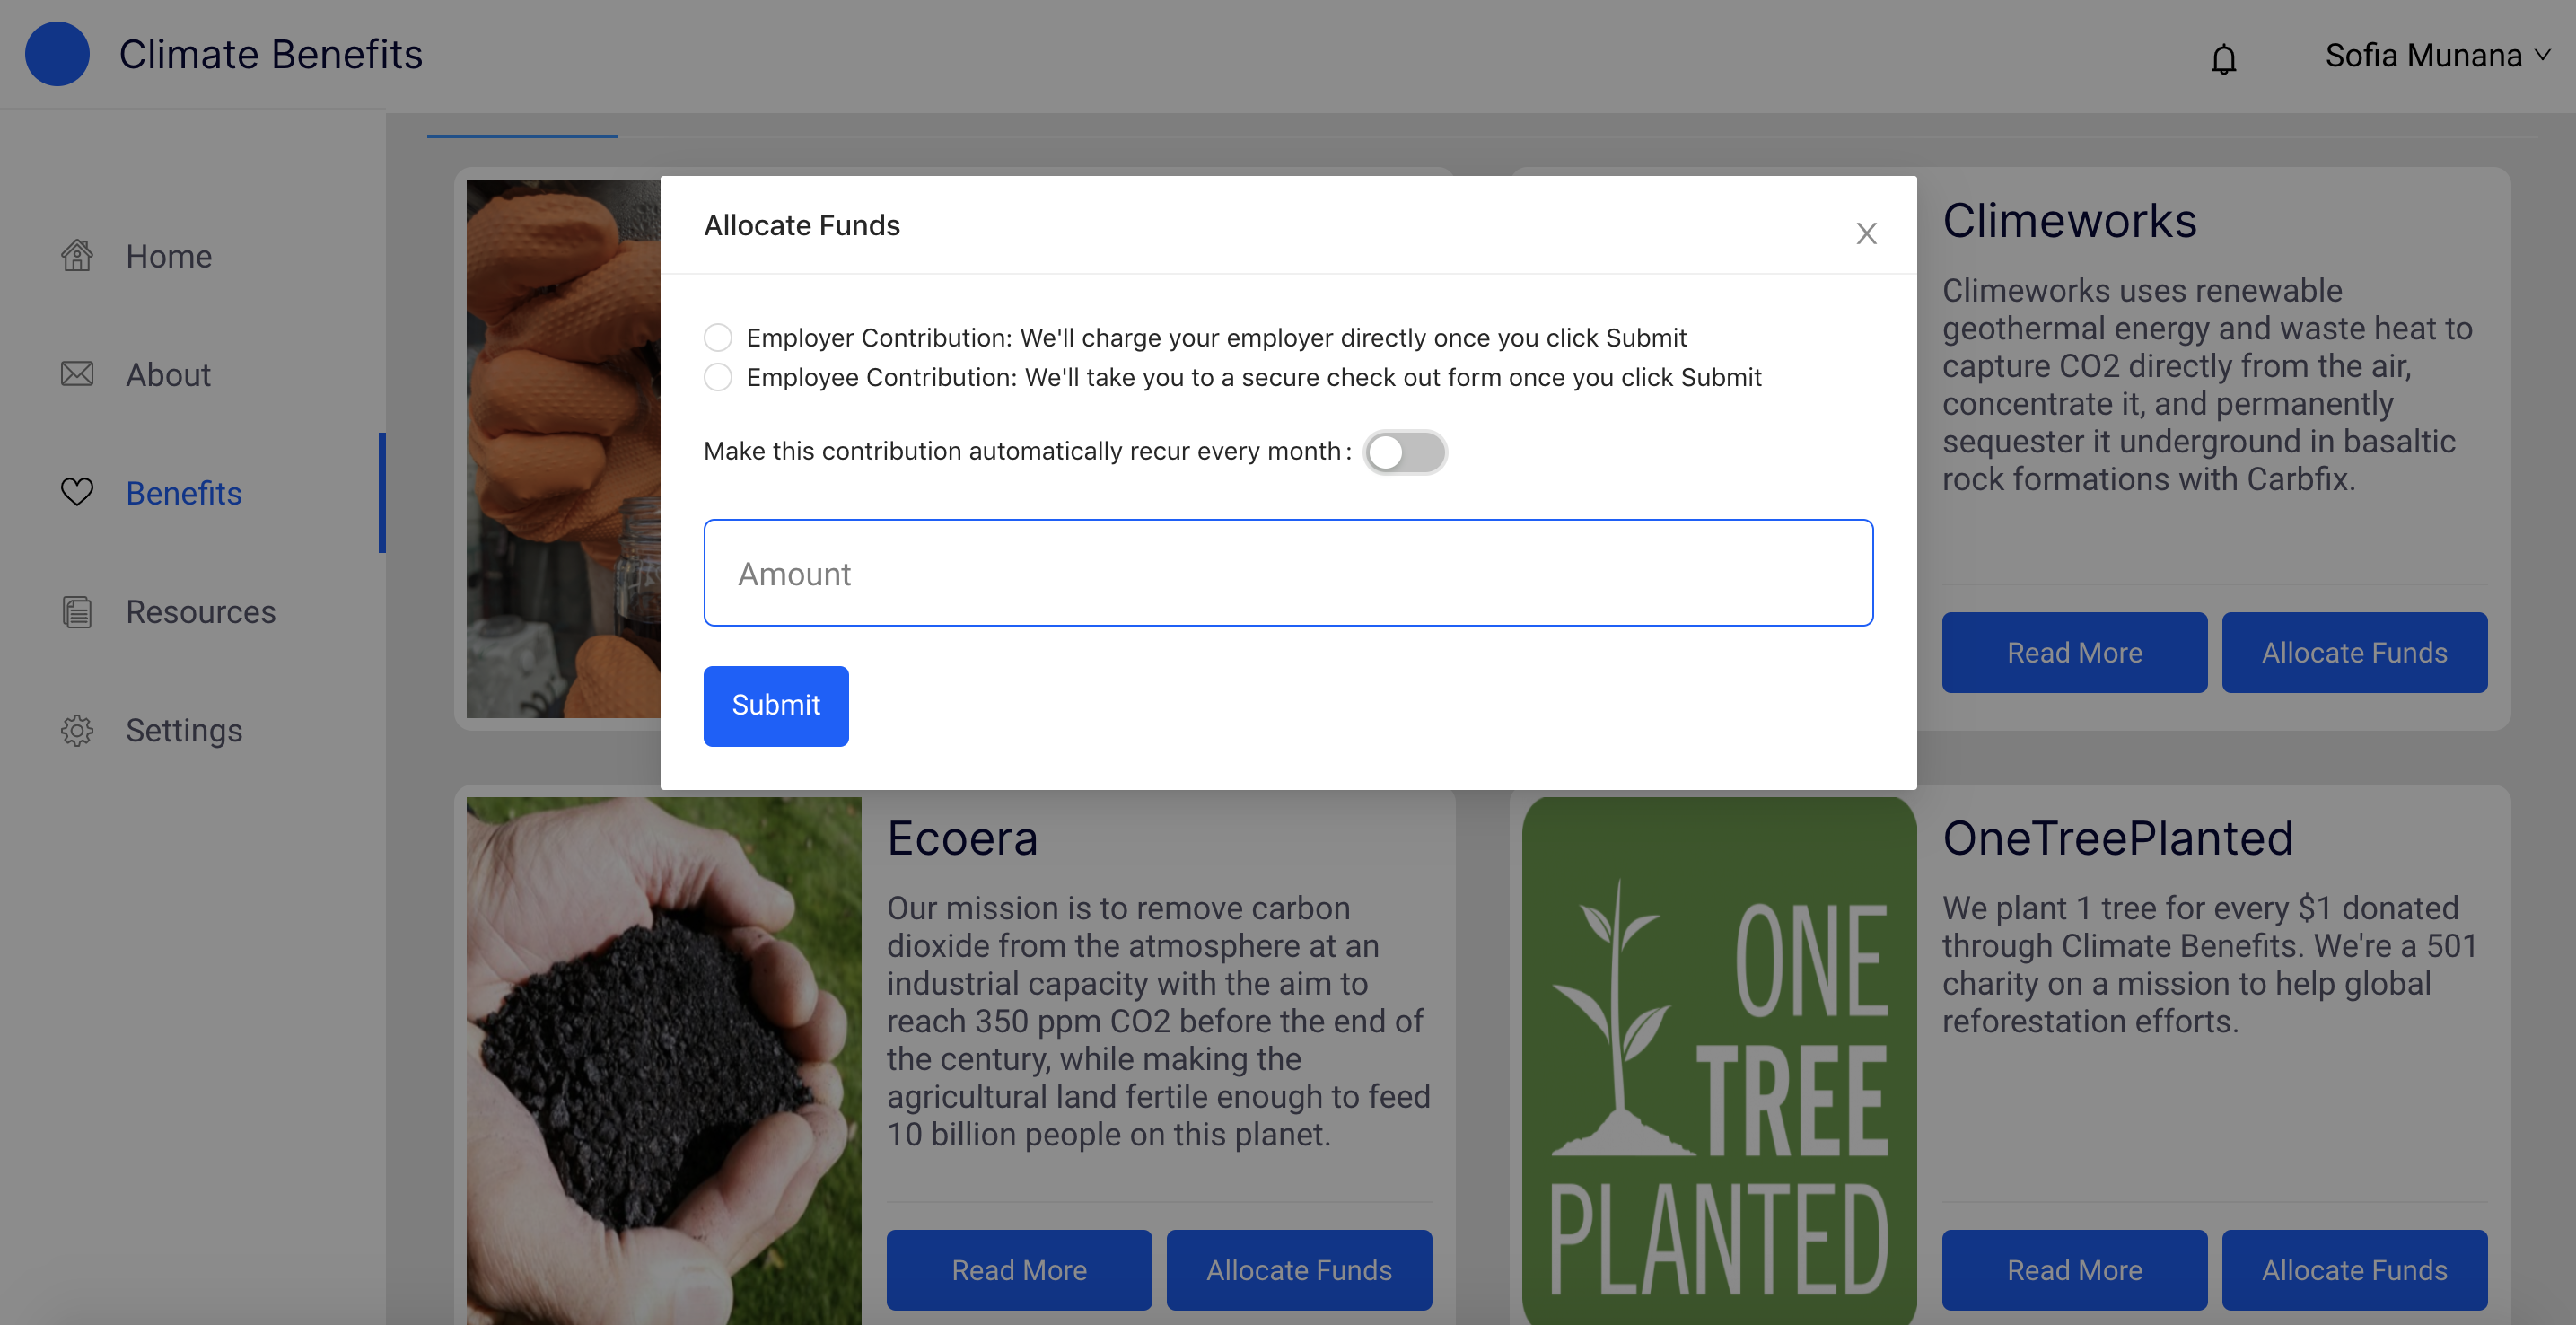 Climate Benefits
Sofia Munana
Home
About
Benefits
Resources
Settings
Allocate Funds
Employer Contribution: We'll charge your employer directly once you click Submit
Employee Contribution: We'll take you to a secure check out form once you click Submit
Make this contribution automatically recur every month:
Amount
Submit
Climeworks
Climeworks uses renewable
geothermal energy and waste heat to
capture CO2 directly from the air,
concentrate it, and permanently
sequester it underground in basaltic
rock formations with Carbfix.
Read More
Allocate Funds
Ecoera
Our mission is to remove carbon
dioxide from the atmosphere at an
industrial capacity with the aim to
reach 350 ppm CO2 before the end of
the century, while making the
agricultural land fertile enough to feed
10 billion people on this planet.
Read More
Allocate Funds
ONE
TREE
PLANTED
OneTreePlanted
We plant 1 tree for every $1 donated
through Climate Benefits. We're a 501
charity on a mission to help global
reforestation efforts.
Read More
Allocate Funds